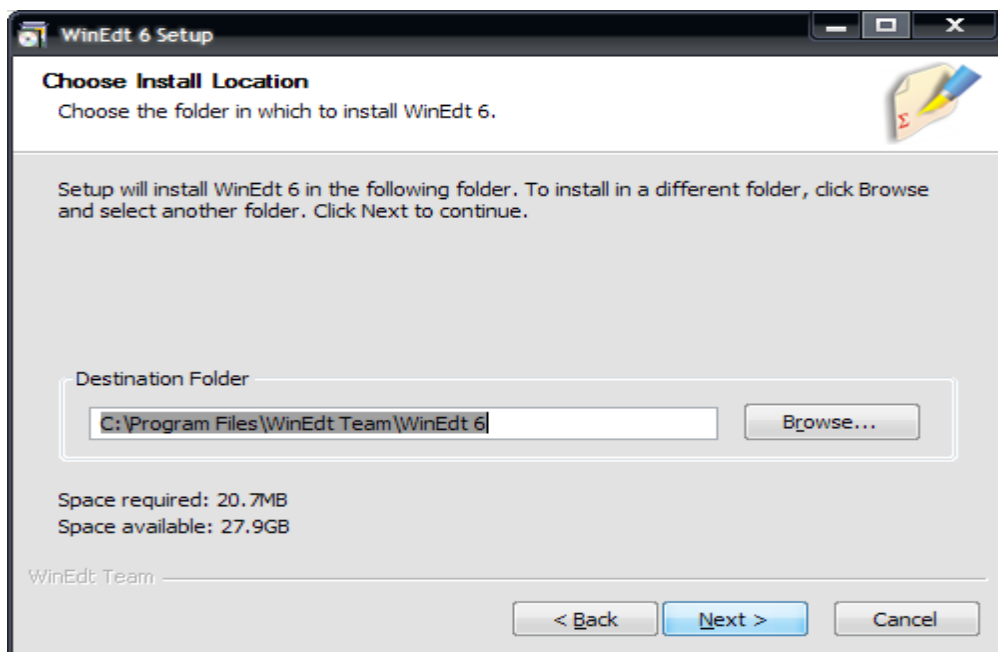 WinEdt 6 Setup
Choose Install Location
Choose the folder in which to install WinEdt 6.
Σ
Setup will install WinEdt 6 in the following folder. To install in a different folder, click Browse
and select another folder. Click Next to continue.
Destination Folder
C:\Program Files\WinEdt Team\WinEdt 6
Browse...
Space required: 20.7MB
Space available: 27.9GB
WinEdt Team
< Back
Next >
Cancel